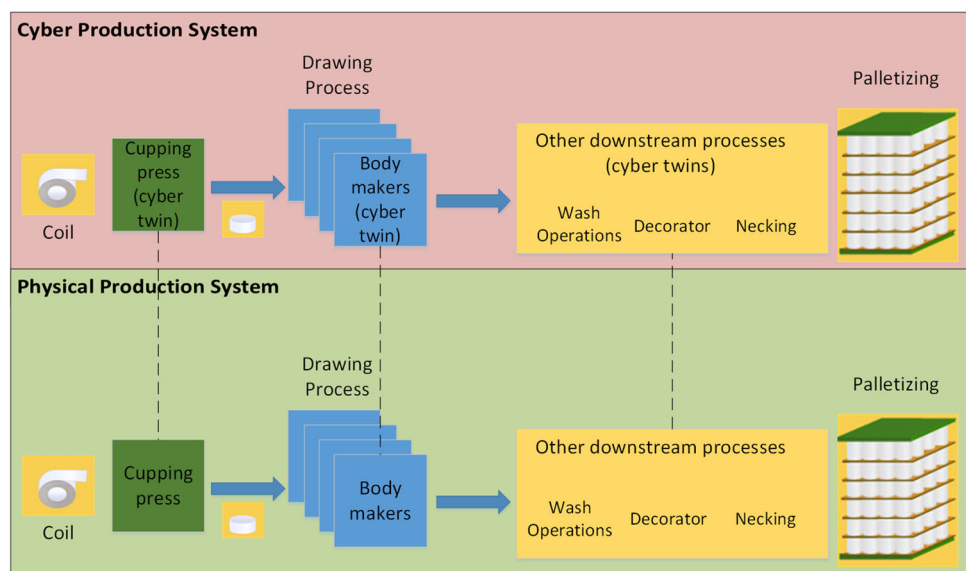 Cyber Production System
Drawing
Process
Palletizing
Cupping
press
(cyber
twin)
Coil
Body
makers
(cyber
twin)
Other downstream processes
(cyber twins)
Wash
Operations
Decorator
Necking
Physical Production System
Drawing
Process
Palletizing
Cupping
press
Coil
Body
makers
Other downstream processes
Wash
Operations
Decorator
Necking